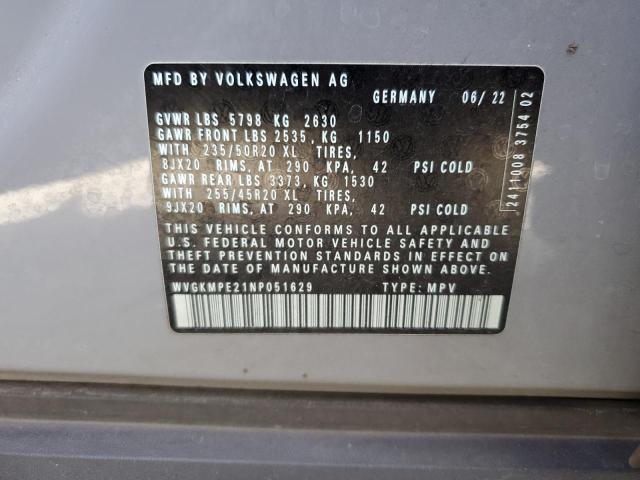 MFD BY VOLKSWAGEN AG
GERMANY 06/ 22
GVWR LBS 5798 KG 2630
GAWR FRONT LBS 2535, KG 1150
WITH 235/50R20 XL TIRES,
8JX20 RIMS, AT 290 KPA, 42 PSI COLD
GAWR REAR LBS 3373, KG 1530
WITH 255/45R20 XL TIRES,
9JX20 RIMS, AT 290 KPA, 42 PSI COLD
THIS VEHICLE CONFORMS TO ALL APPLICABLE
U.S. FEDERAL MOTOR VEHICLE SAFETY AND
THEFT PREVENTION STANDARDS IN EFFECT ON
DATE OF MANUFACTURE SHOWN ABOVE.
WVGKMPE21NP051629 TYPE: MPV
2411008 3754 02